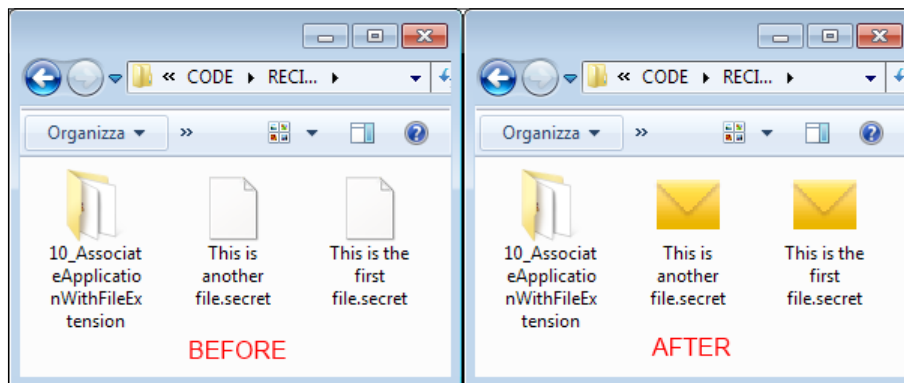 « CODE ▸ RECI... ▸
Organizza ▾ »
10_Associat
eApplicatio
nWithFileEx
tension
This is
another
file.secret
This is the
first
file.secret
BEFORE
« CODE ▸ RECI... ▸
Organizza ▾ »
10_Associat
eApplicatio
nWithFileEx
tension
This is
another
file.secret
This is the
first
file.secret
AFTER